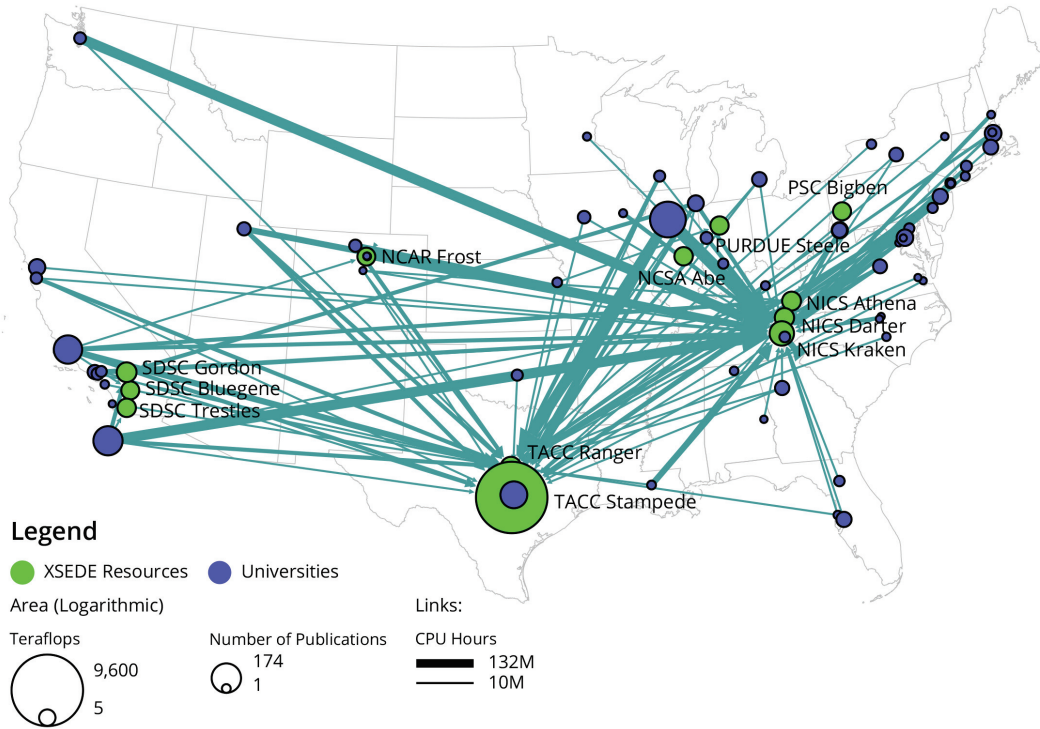 PSC Bigben
PURDUE Steele
NCAR Frost
NCSA Abe
NICS Athena
NICS Darter
NICS Kraken
SDSC Gordon
SDSC Bluegene
SDSC Trestles
TACC Ranger
TACC Stampede
Legend
XSEDE Resources
Universities
Area (Logarithmic)
Links:
Teraflops
Number of Publications
CPU Hours
9,600
5
174
1
132M
10M